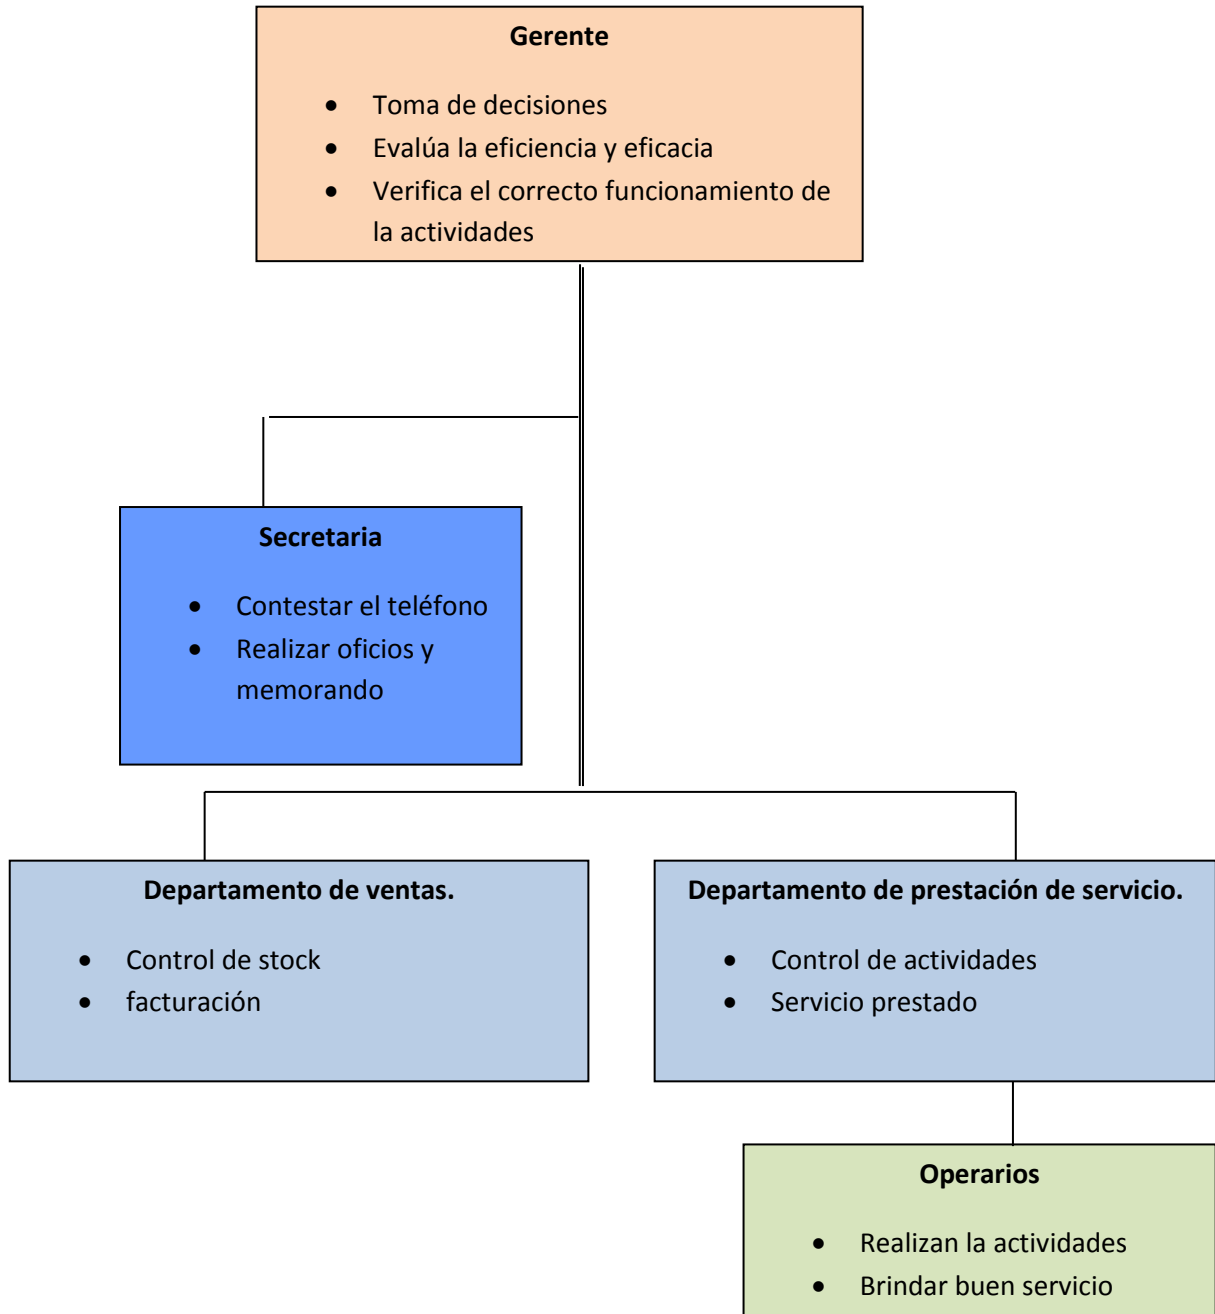 Gerente
• Toma de decisiones
• Evalúa la eficiencia y eficacia
• Verifica el correcto funcionamiento de
la actividades
Secretaria
• Contestar el teléfono
• Realizar oficios y
memorando
Departamento de ventas.
• Control de stock
• facturación
Departamento de prestación de servicio.
• Control de actividades
• Servicio prestado
Operarios
• Realizan la actividades
• Brindar buen servicio